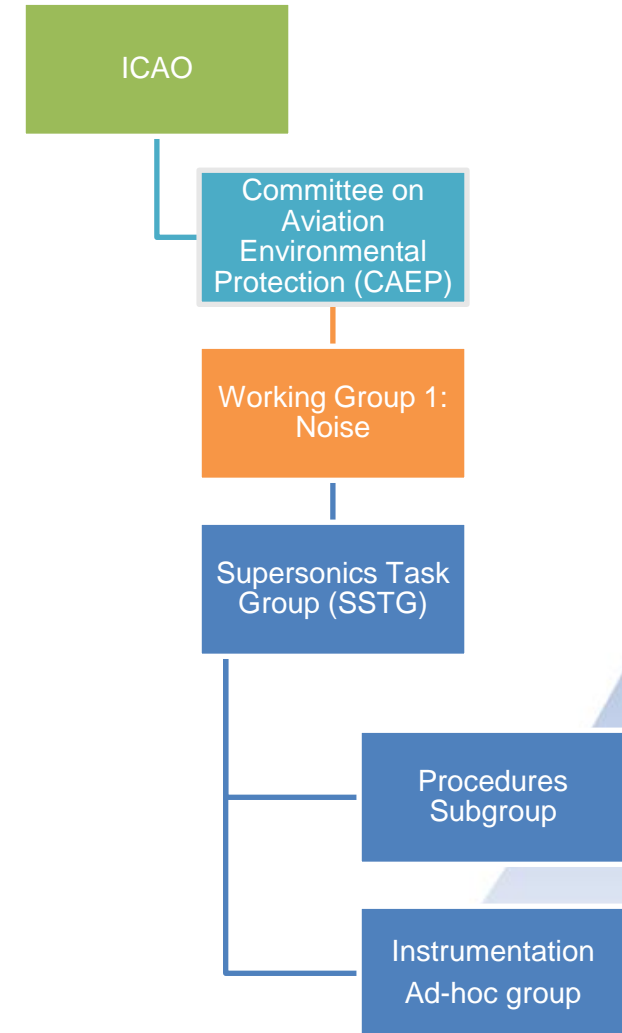 ICAO
Committee on
Aviation
Environmental
Protection (CAEP)
Working Group 1:
Noise
Supersonics Task
Group (SSTG)
Procedures
Subgroup
Instrumentation
Ad-hoc group